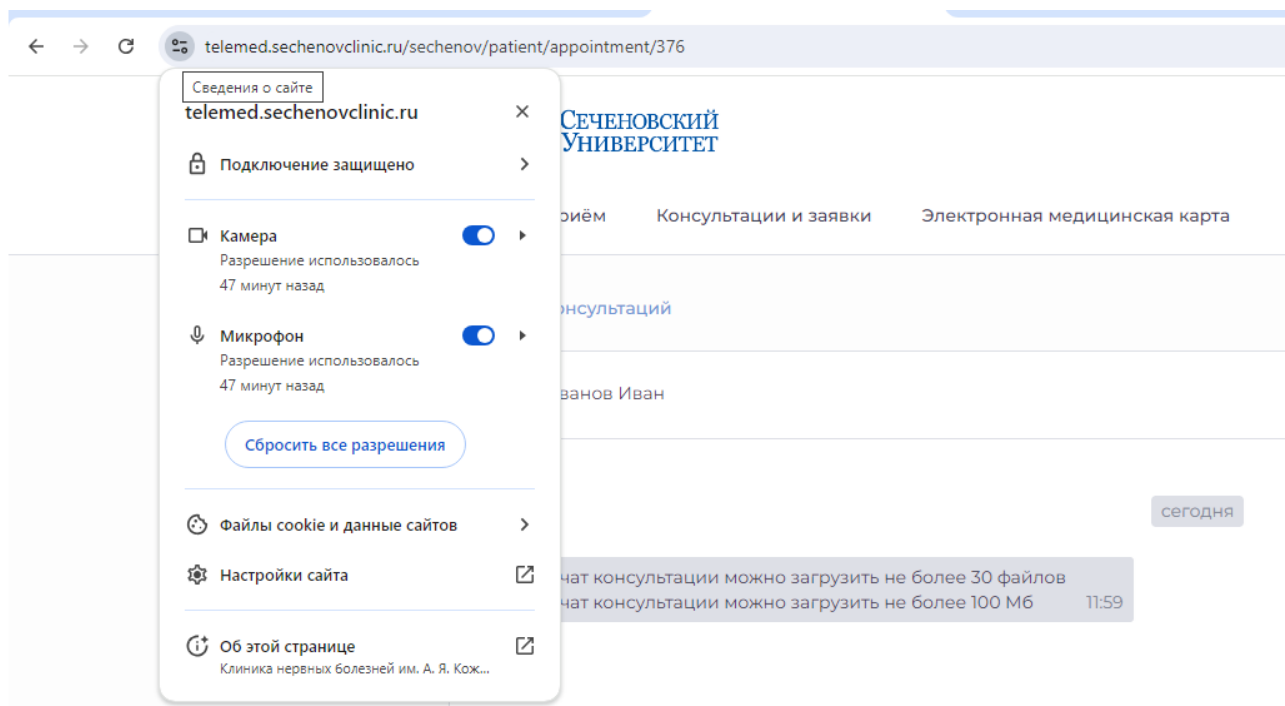 telemed.sechenovclinic.ru/sechenov/patient/appointment/376
Сведения о сайте
telemed.sechenovclinic.ru
Подключение защищено
Камера
Разрешение использовалось
47 минут назад
Микрофон
Разрешение использовалось
47 минут назад
Сбросить все разрешения
Файлы cookie и данные сайтов
Настройки сайта
Об этой странице
Клиника нервных болезней им. А. Я. Кож...
СЕЧЕНОВСКИЙ
УНИВЕРСИТЕТ
риём Консультации и заявки Электронная медицинская карта
онсультаций
ванов Иван
сегодня
чат консультации можно загрузить не более 30 файлов
чат консультации можно загрузить не более 100 Мб 11:59